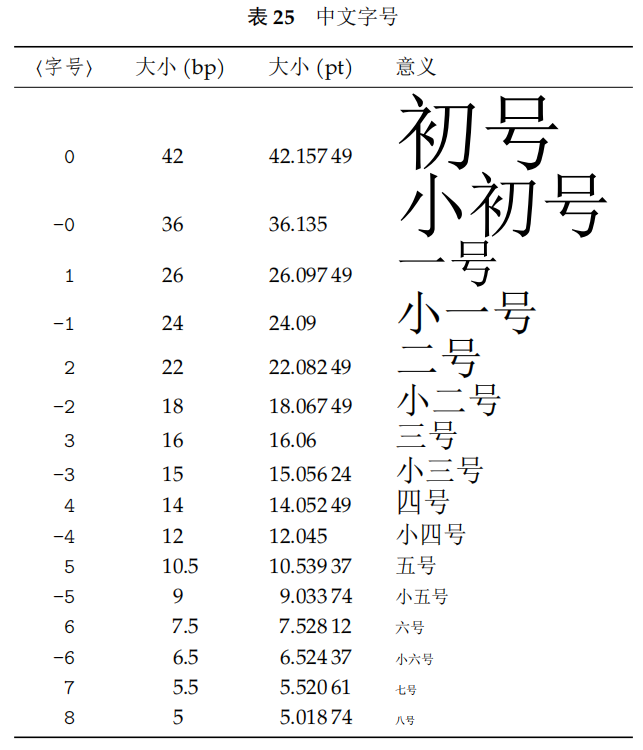 表 25 中文字号
⟨字号⟩ 大小 (bp) 大小 (pt) 意义
0 42 42.157 49 初号
-0 36 36.135 小初号
1 26 26.097 49 一号
-1 24 24.09 小一号
2 22 22.082 49 二号
-2 18 18.067 49 小二号
3 16 16.06 三号
-3 15 15.056 24 小三号
4 14 14.052 49 四号
-4 12 12.045 小四号
5 10.5 10.539 37 五号
-5 9 9.033 74 小五号
6 7.5 7.528 12 六号
-6 6.5 6.524 37 小六号
7 5.5 5.520 61 七号
8 5 5.018 74 八号